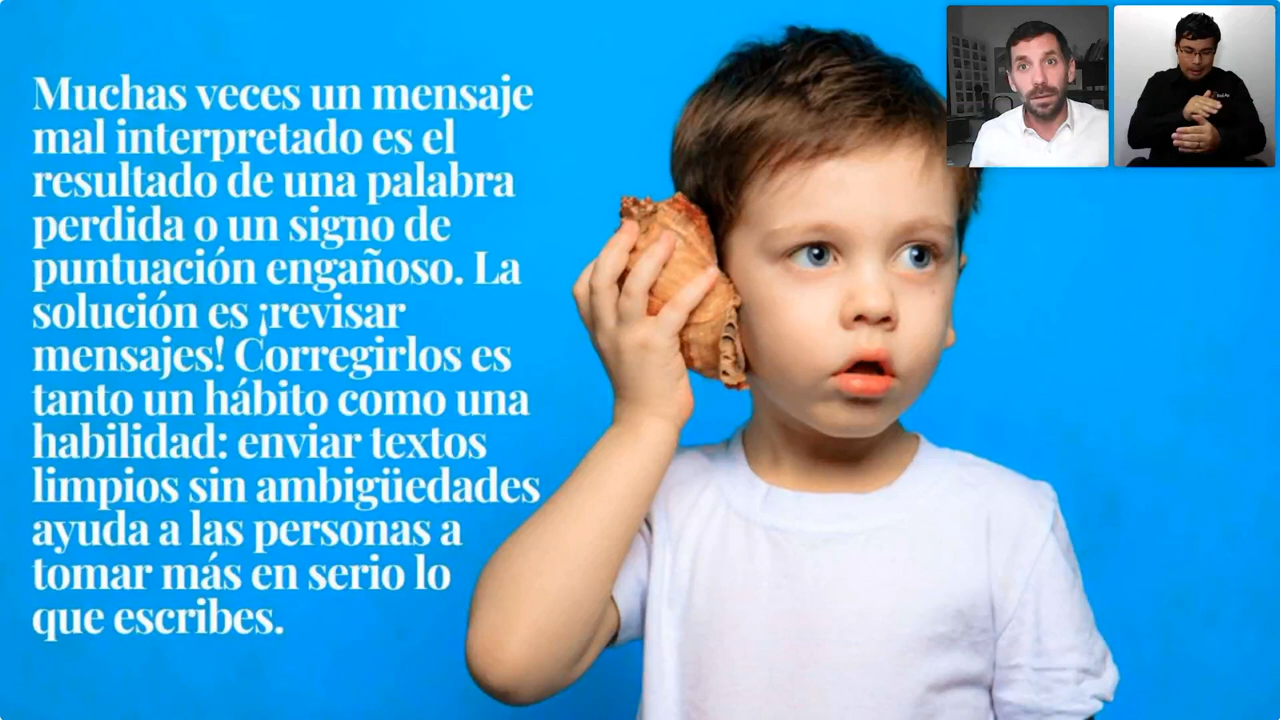 Muchas veces un mensaje
mal interpretado es el
resultado de una palabra
perdida o un signo de
puntuación engañoso. La
solución es ¡revisar
mensajes! Corregirlos es
tanto un hábito como una
habilidad: enviar textos
limpios sin ambigüedades
ayuda a las personas a
tomar más en serio lo
que escribes.